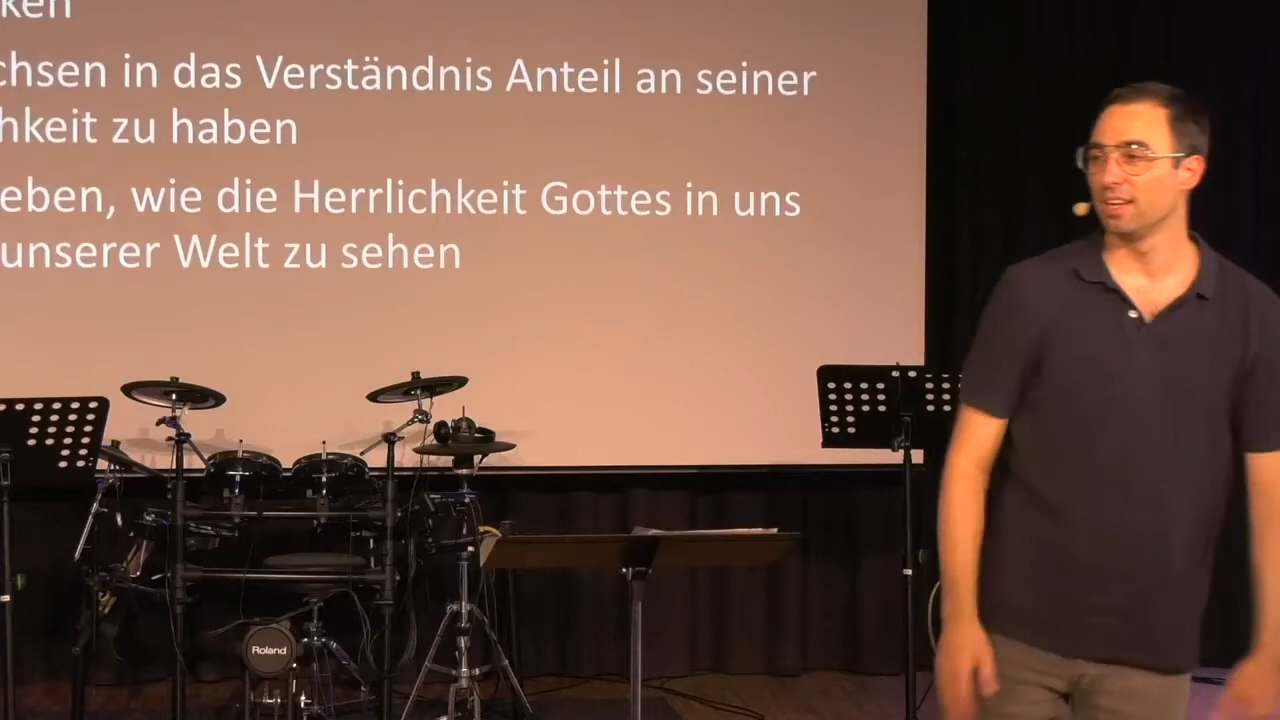 ken
chsen in das Verständnis Anteil an seiner
hkeit zu haben
eben, wie die Herrlichkeit Gottes in uns
unserer Welt zu sehen
Roland